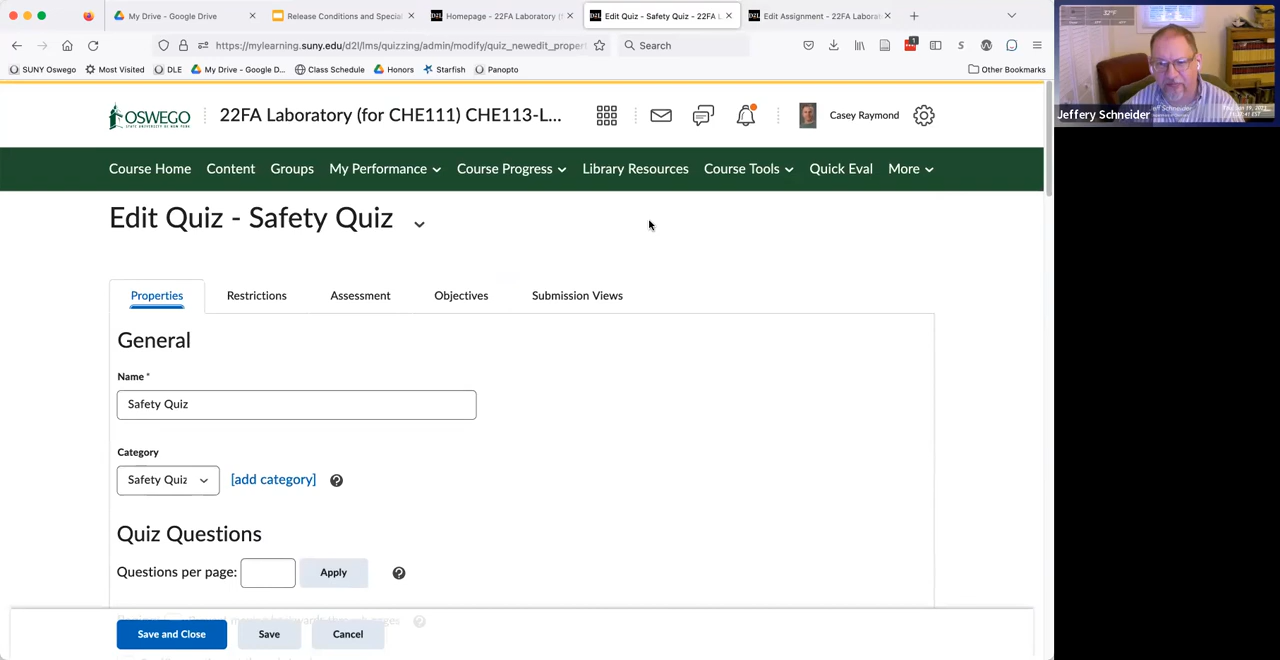 My Drive - Google Drive
Release Conditions and Special
Homepage - 22FA Laboratory (f
Edit Quiz - Safety Quiz - 22FA L
Edit Assignment - 22FA Laborat
https://mylearning.suny.edu/d2l/lms/quizzing/admin/modify/quiz_newedit_propert
Search
SUNY Oswego
Most Visited
DLE
My Drive - Google D...
Class Schedule
Honors
Starfish
Panopto
Other Bookmarks
Jeffery Schneider
OSWEGO
22FA Laboratory (for CHE111) CHE113-L...
Casey Raymond
Course Home
Content
Groups
My Performance
Course Progress
Library Resources
Course Tools
Quick Eval
More
Edit Quiz - Safety Quiz
Properties
Restrictions
Assessment
Objectives
Submission Views
General
Name *
Safety Quiz
Category
Safety Quiz
[add category]
Quiz Questions
Questions per page:
Apply
Save and Close
Save
Cancel